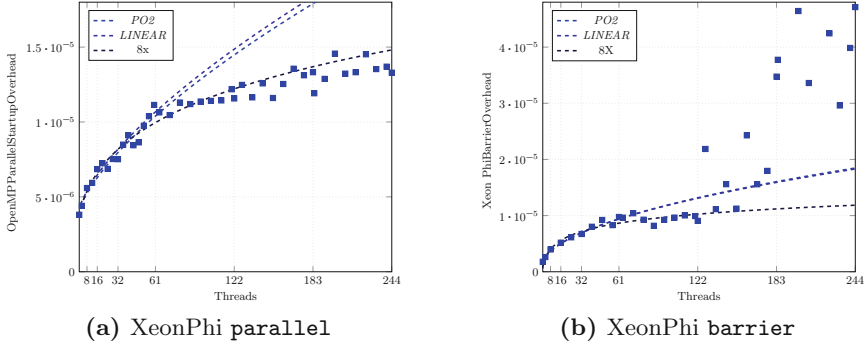 PO2
LINEAR
8x
1.5 · 10⁻⁵
1 · 10⁻⁵
5 · 10⁻⁶
0
OpenMPParallelStartupOverhead
8 16 32 61 122 183 244
Threads
(a) XeonPhi parallel
PO2
LINEAR
8X
4 · 10⁻⁵
3 · 10⁻⁵
2 · 10⁻⁵
1 · 10⁻⁵
0
Xeon PhiBarrierOverhead
8 16 32 61 122 183 244
Threads
(b) XeonPhi barrier